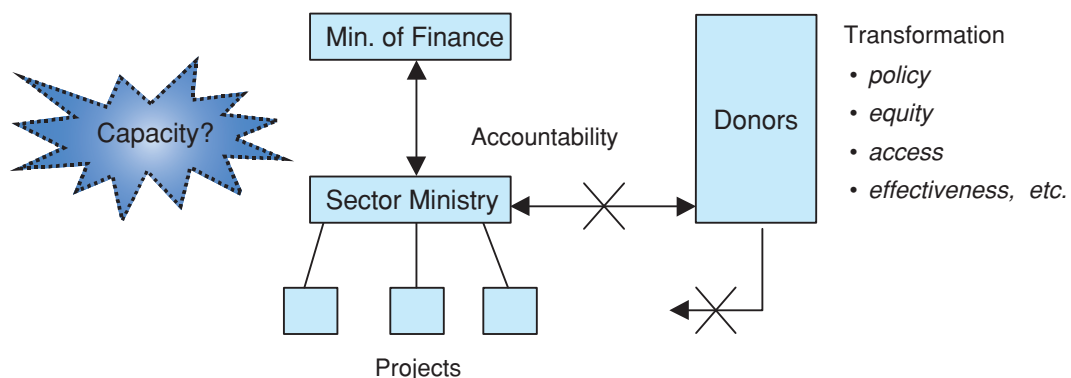 Min. of Finance
Transformation
• policy
Capacity?
Donors
• equity
Accountability
• access
Sector Ministry
• effectiveness, etc.
Projects